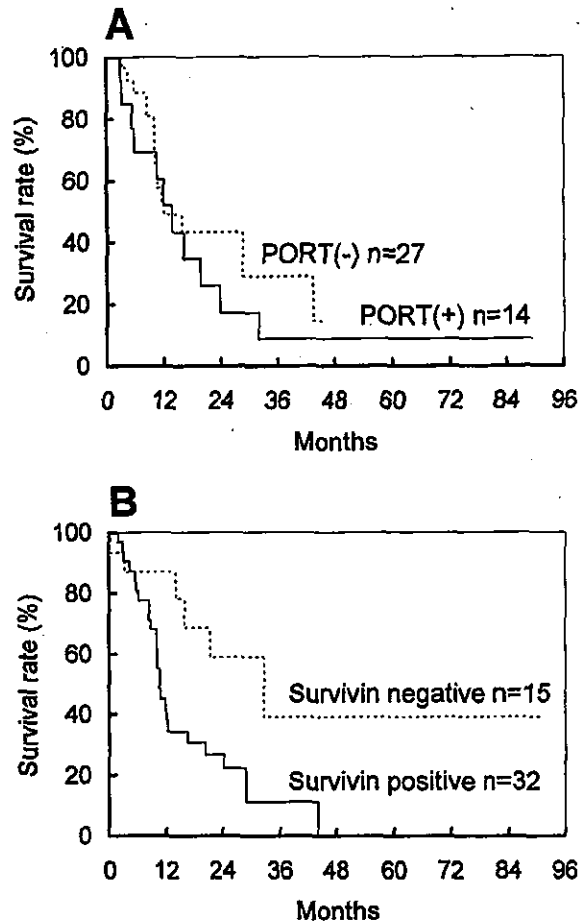 A
Survival rate (%)
100
80
60
40
20
0
PORT(-) n=27
PORT(+) n=14
0 12 24 36 48 60 72 84 96
Months
B
Survival rate (%)
100
80
60
40
20
0
Survivin negative n=15
Survivin positive n=32
0 12 24 36 48 60 72 84 96
Months